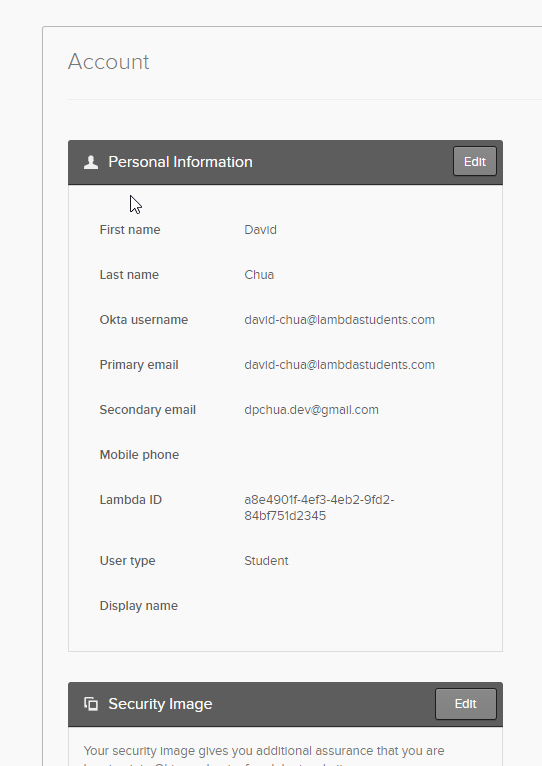 Account
Personal Information Edit
First name David
Last name Chua
Okta username david-chua@lambdastudents.com
Primary email david-chua@lambdastudents.com
Secondary email dpchua.dev@gmail.com
Mobile phone
Lambda ID a8e4901f-4ef3-4eb2-9fd2-
84bf751d2345
User type Student
Display name
Security Image Edit
Your security image gives you additional assurance that you are